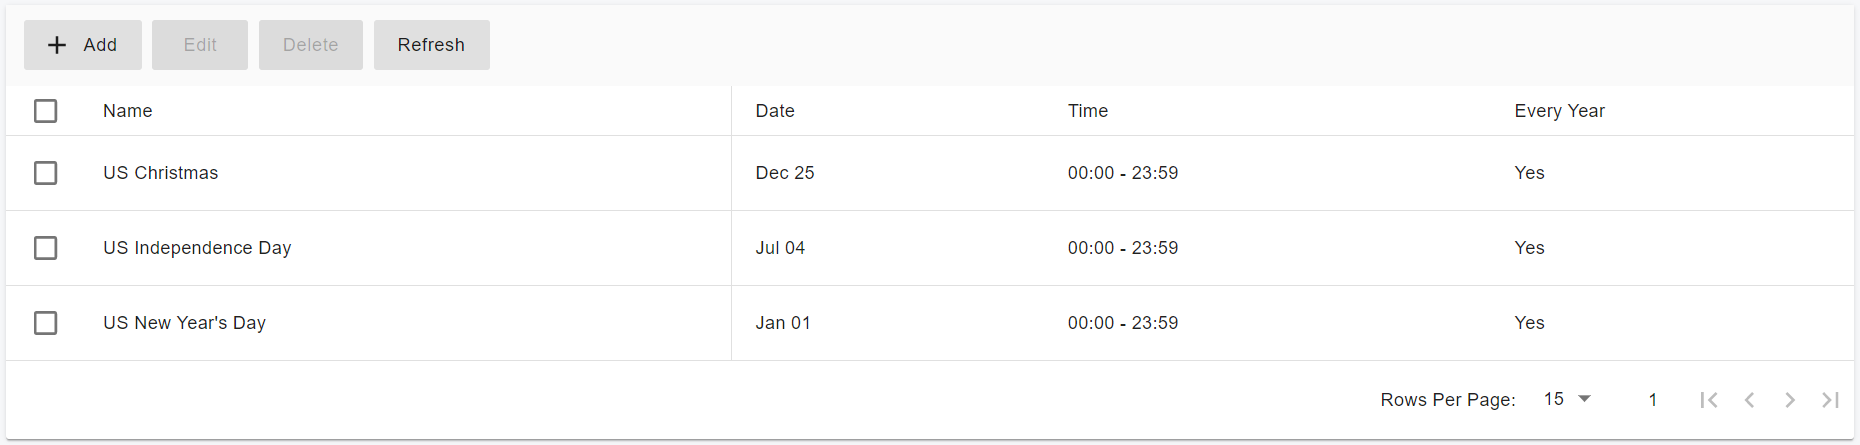 Add Edit Delete Refresh
Name Date Time Every Year
US Christmas Dec 25 00:00 - 23:59 Yes
US Independence Day Jul 04 00:00 - 23:59 Yes
US New Year's Day Jan 01 00:00 - 23:59 Yes
Rows Per Page: 15 1